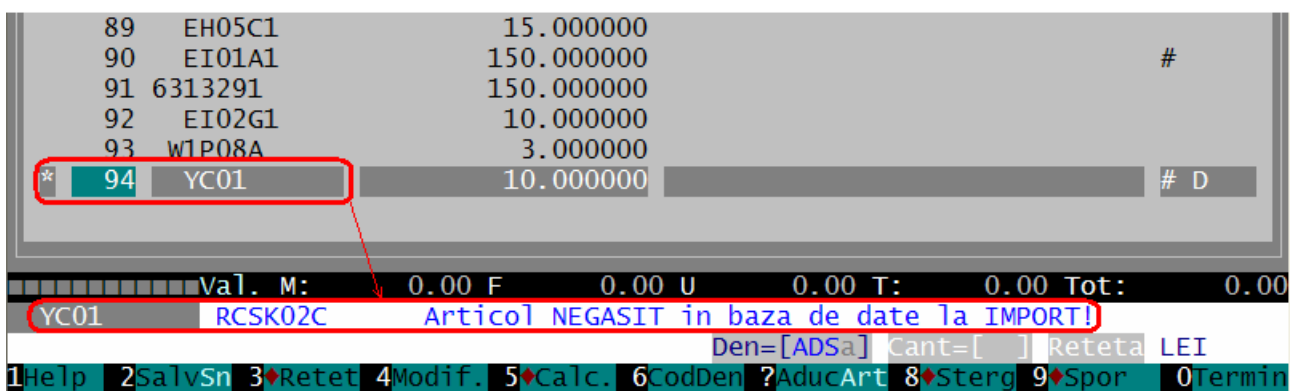 89 EH05C1 15.000000
90 EI01A1 150.000000 #
91 6313291 150.000000
92 EI02G1 10.000000
93 W1P08A 3.000000
* 94 YC01 10.000000 # D
Val. M: 0.00 F 0.00 U 0.00 T: 0.00 Tot: 0.00
YC01 RCSK02C Articol NEGASIT in baza de date la IMPORT!
Den=[ADSa] Cant=[ ] Reteta LEI
1Help 2SalvSn 3♦Retet 4Modif. 5♦Calc. 6CodDen ?AducArt 8♦Sterg 9♦Spor 0Termin